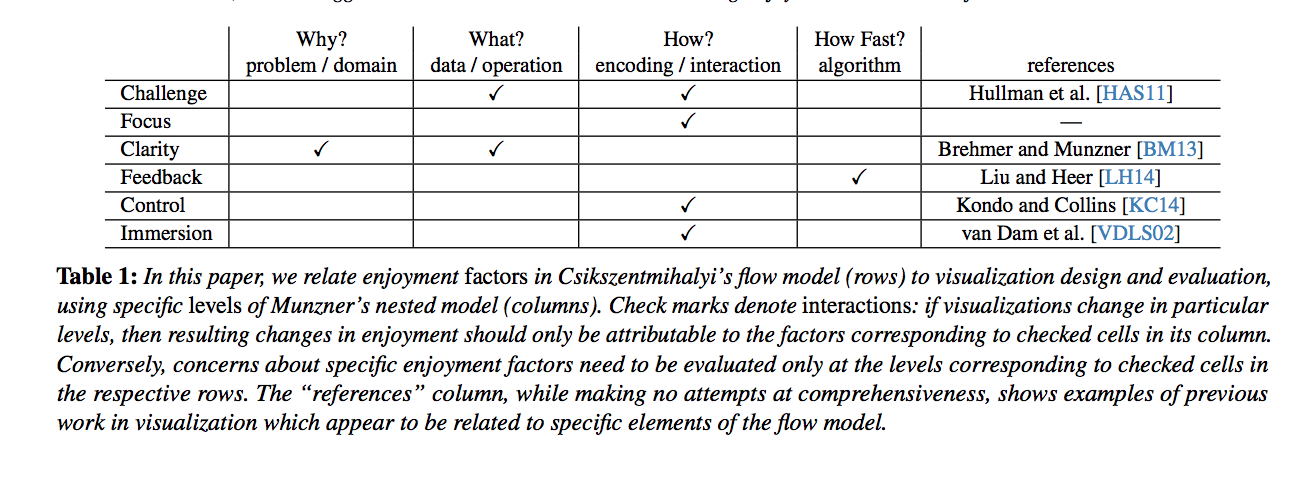 Why? What? How? How Fast?
problem / domain data / operation encoding / interaction algorithm references
Challenge ✓ ✓ Hullman et al. [HAS11]
Focus ✓ —
Clarity ✓ ✓ Brehmer and Munzner [BM13]
Feedback ✓ Liu and Heer [LH14]
Control ✓ Kondo and Collins [KC14]
Immersion ✓ van Dam et al. [VDLS02]
Table 1: In this paper, we relate enjoyment factors in Csikszentmihalyi's flow model (rows) to visualization design and evaluation,
using specific levels of Munzner's nested model (columns). Check marks denote interactions: if visualizations change in particular
levels, then resulting changes in enjoyment should only be attributable to the factors corresponding to checked cells in its column.
Conversely, concerns about specific enjoyment factors need to be evaluated only at the levels corresponding to checked cells in
the respective rows. The “references” column, while making no attempts at comprehensiveness, shows examples of previous
work in visualization which appear to be related to specific elements of the flow model.